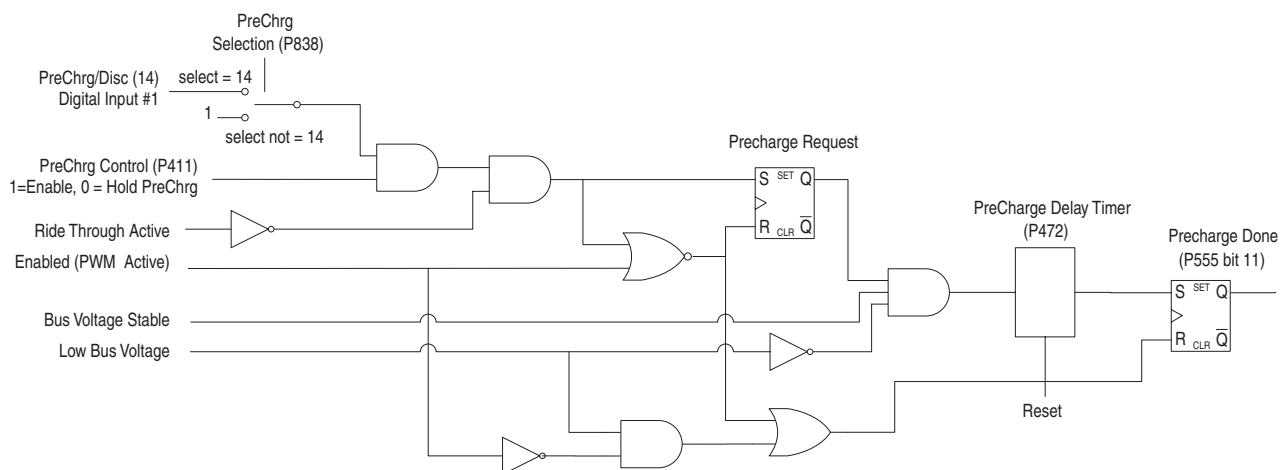 PreChrg
Selection (P838)
PreChrg/Disc (14)
Digital Input #1
select = 14
1
select not = 14
PreChrg Control (P411)
1=Enable, 0 = Hold PreChrg
Ride Through Active
Enabled (PWM Active)
Bus Voltage Stable
Low Bus Voltage
Precharge Request
S SET Q
R CLR Q
PreCharge Delay Timer
(P472)
Reset
Precharge Done
(P555 bit 11)
S SET Q
R CLR Q